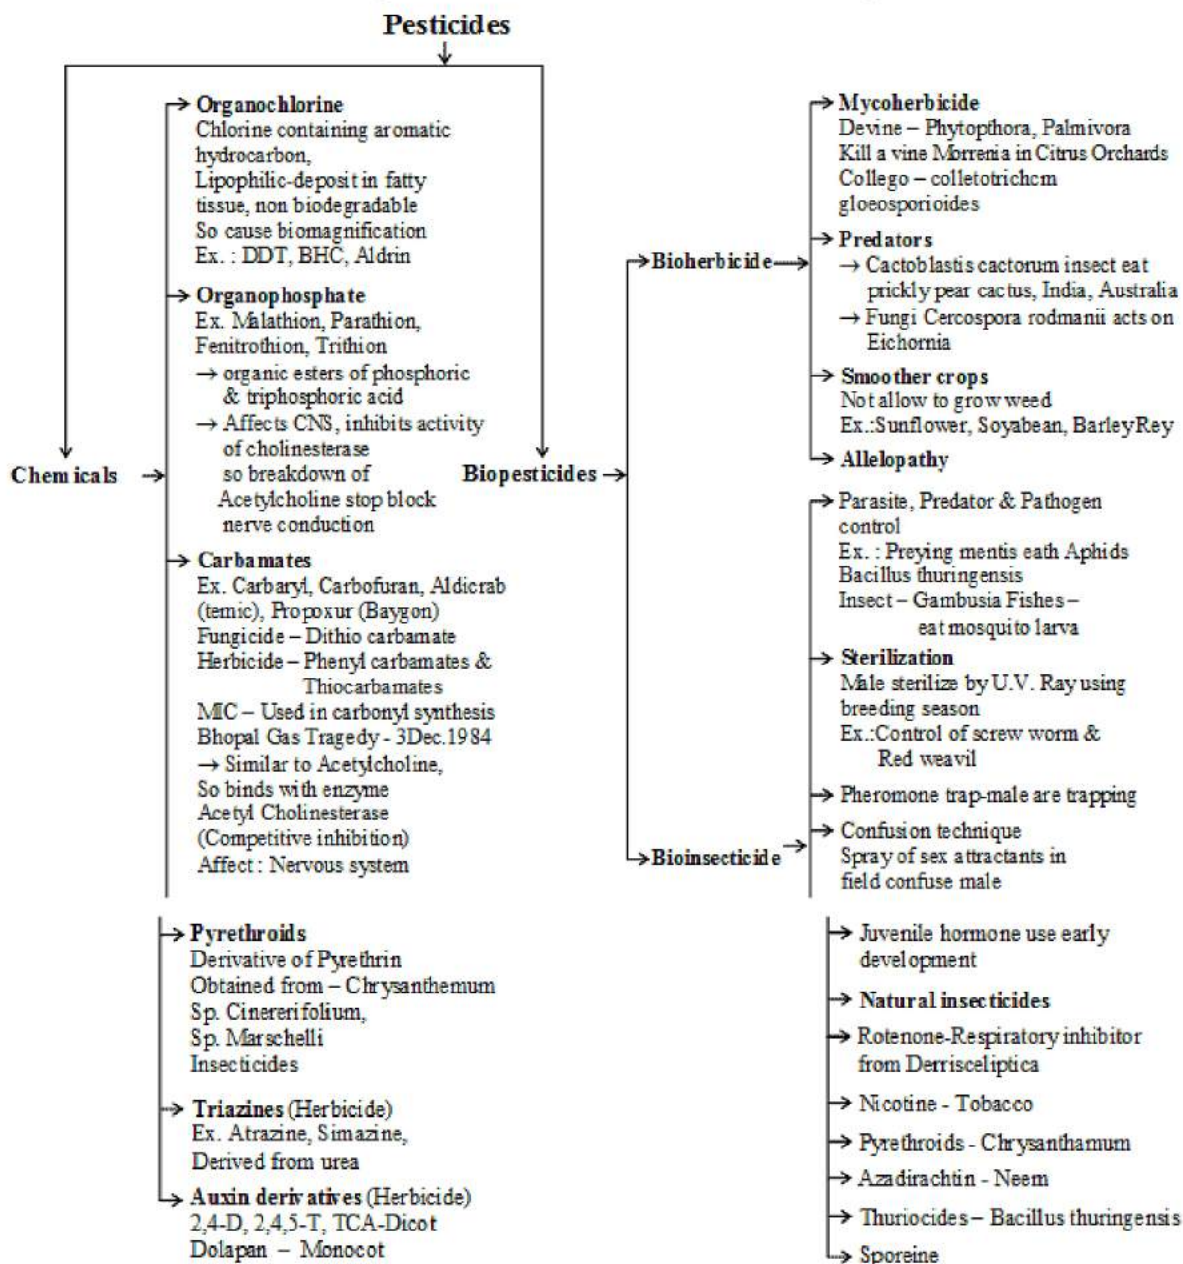 Pesticides
Chemicals
Organochlorine
Chlorine containing aromatic
hydrocarbon,
Lipophilic-deposit in fatty
tissue, non biodegradable
So cause biomagnification
Ex. : DDT, BHC, Aldrin
Organophosphate
Ex. Malathion, Parathion,
Fenitrothion, Trithion
→ organic esters of phosphoric
& triphosphoric acid
→ Affects CNS, inhibits activity
of cholinesterase
so breakdown of
Acetylcholine stop block
nerve conduction
Carbamates
Ex. Carbaryl, Carbofuran, Aldicrab
(temic), Propoxur (Baygon)
Fungicide – Dithio carbamate
Herbicide – Phenyl carbamates &
Thiocarbamates
MIC – Used in carbonyl synthesis
Bhopal Gas Tragedy - 3Dec.1984
→ Similar to Acetylcholine,
So binds with enzyme
Acetyl Cholinesterase
(Competitive inhibition)
Affect : Nervous system
Pyrethroids
Derivative of Pyrethrin
Obtained from – Chrysanthemum
Sp. Cinererifolium,
Sp. Marschelli
Insecticides
Triazines (Herbicide)
Ex. Atrazine, Simazine,
Derived from urea
Auxin derivatives (Herbicide)
2,4-D, 2,4,5-T, TCA-Dicot
Dolapan – Monocot
Biopesticides
Bioherbicide
Mycoherbicide
Devine – Phytopthora, Palmivora
Kill a vine Morrenia in Citrus Orchards
Collego – colletotrichcm
gloeosporioides
Predators
→ Cactoblastis cactorum insect eat
prickly pear cactus, India, Australia
→ Fungi Cercospora rodmanii acts on
Eichornia
Smoother crops
Not allow to grow weed
Ex.:Sunflower, Soyabean, BarleyRey
Allelopathy
Bioinsecticide
Parasite, Predator & Pathogen
control
Ex. : Preying mentis eath Aphids
Bacillus thuringensis
Insect – Gambusia Fishes –
eat mosquito larva
Sterilization
Male sterilize by U.V. Ray using
breeding season
Ex.:Control of screw worm &
Red weavil
Pheromone trap-male are trapping
Confusion technique
Spray of sex attractants in
field confuse male
Juvenile hormone use early
development
Natural insecticides
Rotenone-Respiratory inhibitor
from Derrisceliptica
Nicotine - Tobacco
Pyrethroids - Chrysanthamum
Azadirachtin - Neem
Thuriocides – Bacillus thuringensis
Sporeine